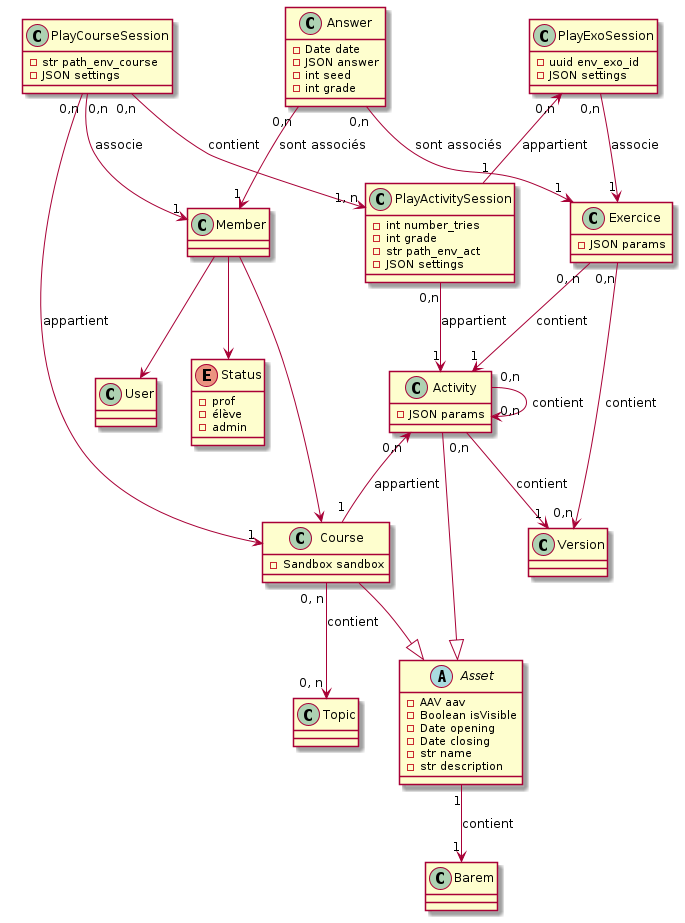 C PlayCourseSession
str path_env_course
JSON settings
C Answer
Date date
JSON answer
int seed
int grade
C PlayExoSession
uuid env_exo_id
JSON settings
0,n
0,n
0,n
0,n
0,n
0,n
0,n
associe
contient
sont associés
sont associés
appartient
associe
1
1
1
1, n
1
1
C Member
C PlayActivitySession
int number_tries
int grade
str path_env_act
JSON settings
C Exercice
JSON params
0,n
0, n
0,n
appartient
appartient
contient
1
1
C User
E Status
prof
élève
admin
C Activity
JSON params
0,n
0,n
contient
contient
0,n
0,n
appartient
contient
1
1
1
0,n
C Course
Sandbox sandbox
C Version
0, n
contient
0, n
C Topic
A Asset
AAV aav
Boolean isVisible
Date opening
Date closing
str name
str description
1
contient
1
C Barem